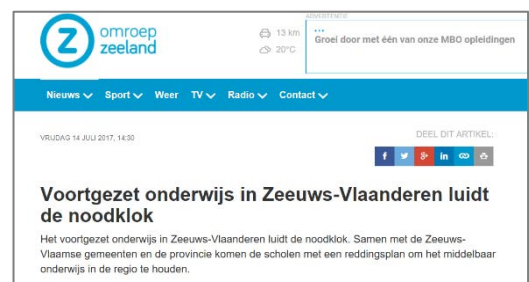 ADVERTENTIE
Z omroep zeeland
13 km
20°C
...
Groei door met één van onze MBO opleidingen
Nieuws Sport Weer TV Radio Contact
VRIJDAG 14 JULI 2017, 14:30
DEEL DIT ARTIKEL:
Voortgezet onderwijs in Zeeuws-Vlaanderen luidt
de noodklok
Het voortgezet onderwijs in Zeeuws-Vlaanderen luidt de noodklok. Samen met de Zeeuws-
Vlaamse gemeenten en de provincie komen de scholen met een reddingsplan om het middelbaar
onderwijs in de regio te houden.